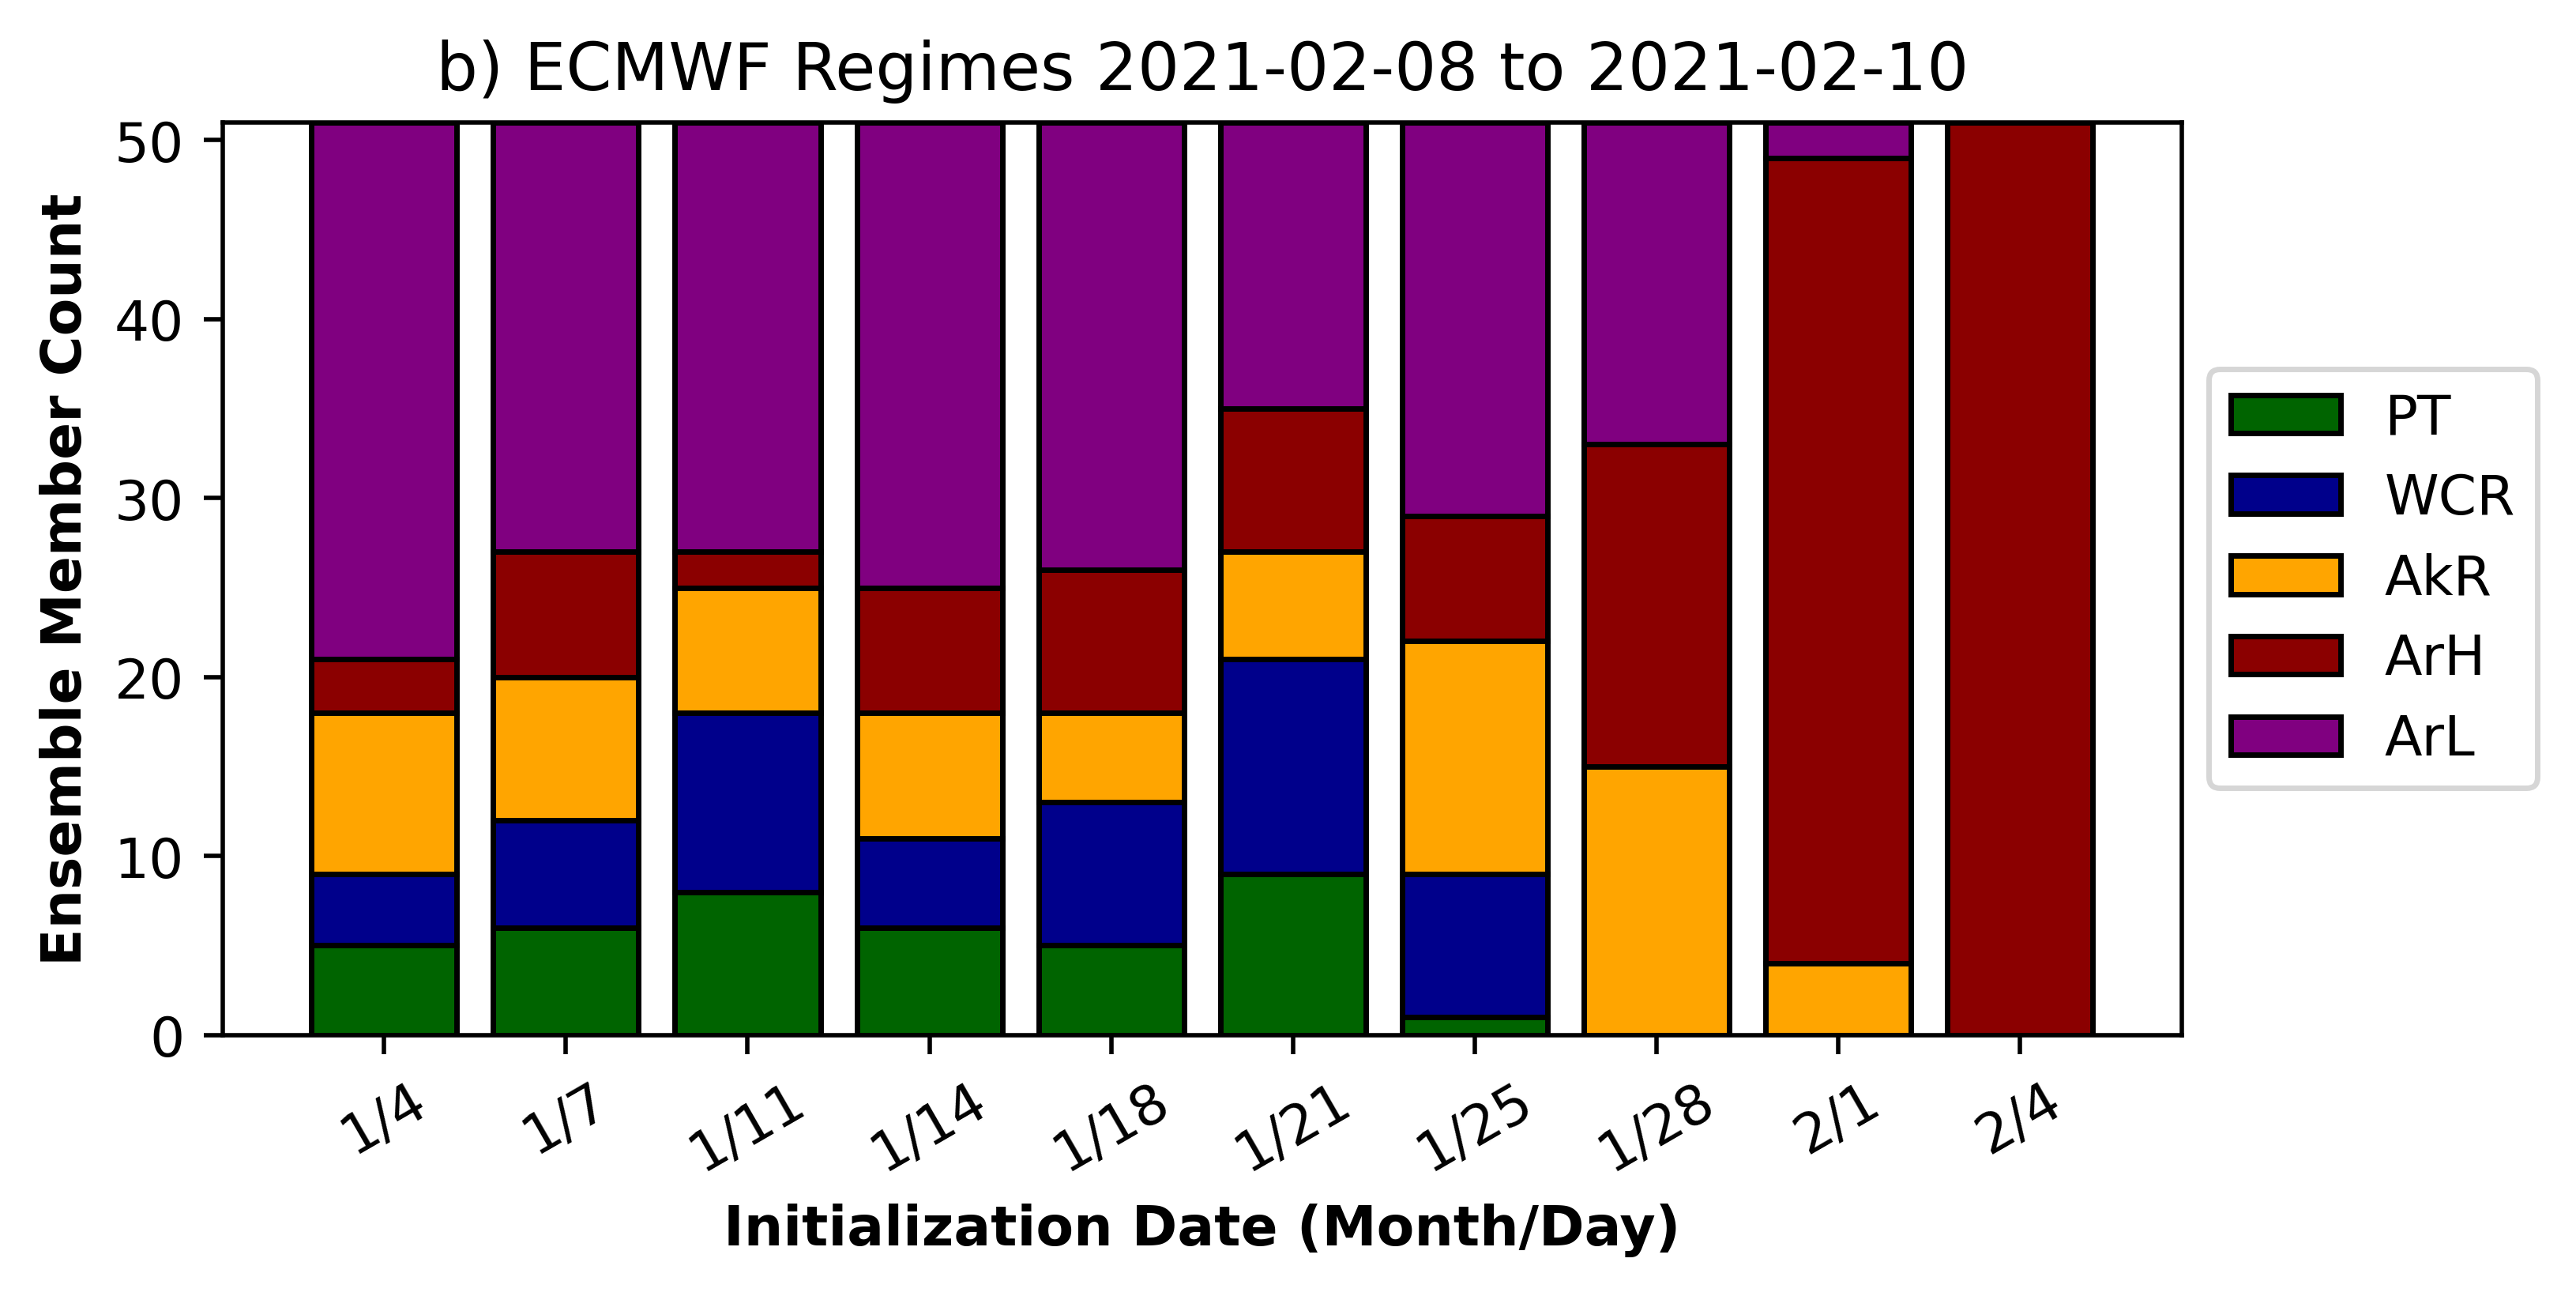 b) ECMWF Regimes 2021-02-08 to 2021-02-10
Ensemble Member Count
50
40
30
20
10
0
1/4 1/7 1/11 1/14 1/18 1/21 1/25 1/28 2/1 2/4
Initialization Date (Month/Day)
PT
WCR
AkR
ArH
ArL